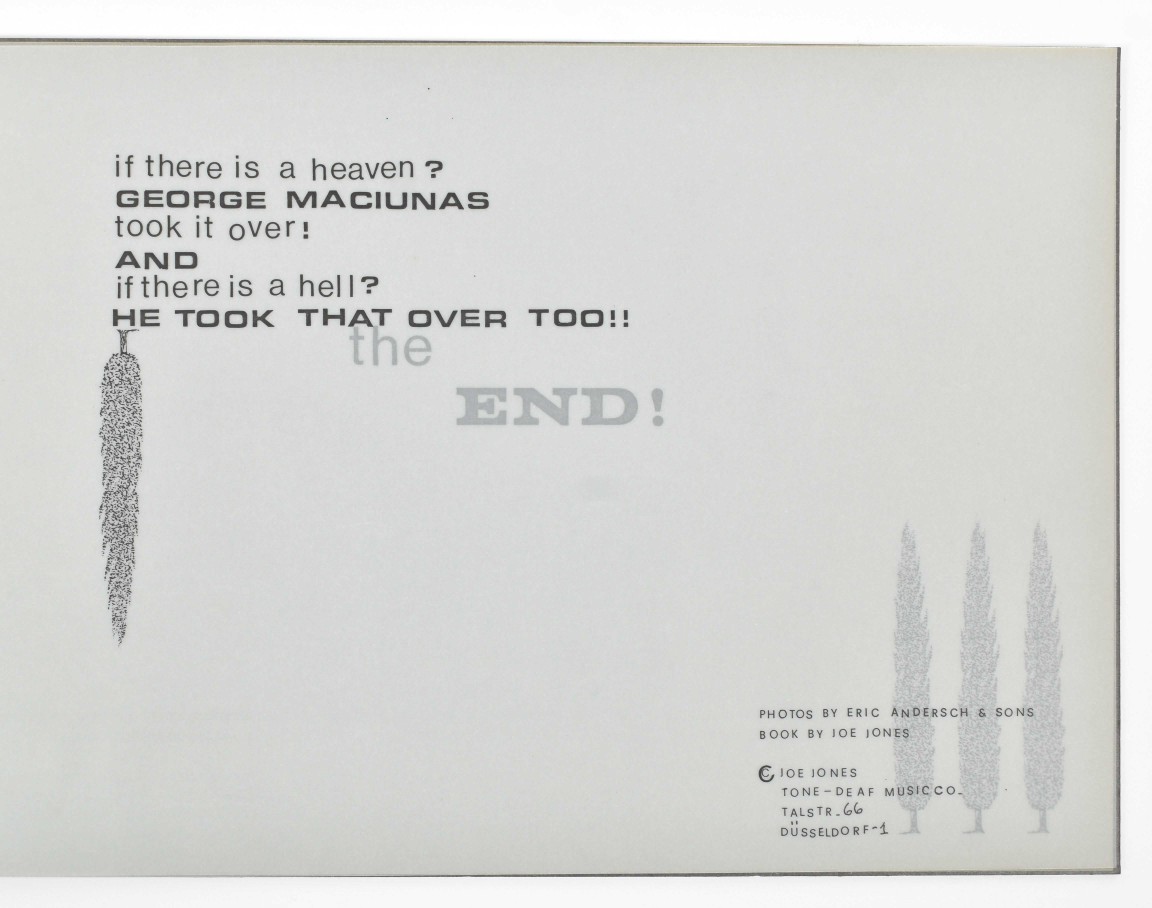 if there is a heaven?
GEORGE MACIUNAS
took it over!
AND
if there is a hell?
HE TOOK THAT OVER TOO!!
the
END!
PHOTOS BY ERIC ANDERSCH & SONS
BOOK BY JOE JONES
© JOE JONES
TONE-DEAF MUSIC CO.
TALSTR. 66
DÜSSELDORF-1